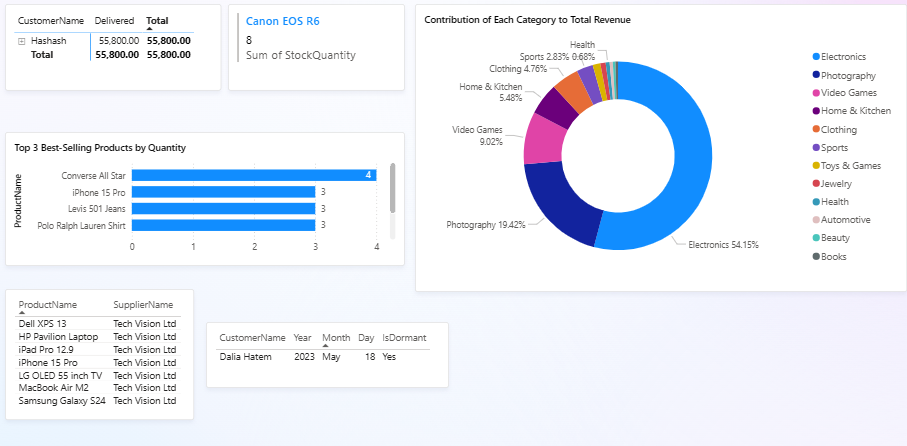 CustomerName Delivered Total
Hashash 55,800.00 55,800.00
Total 55,800.00 55,800.00
Canon EOS R6
8
Sum of StockQuantity
Top 3 Best-Selling Products by Quantity
ProductName
Converse All Star 4
iPhone 15 Pro 3
Levis 501 Jeans 3
Polo Ralph Lauren Shirt 3
0 1 2 3 4
Contribution of Each Category to Total Revenue
Health
0.68%
Sports 2.83%
Clothing 4.76%
Home & Kitchen
5.48%
Video Games
9.02%
Photography 19.42%
Electronics 54.15%
Electronics
Photography
Video Games
Home & Kitchen
Clothing
Sports
Toys & Games
Jewelry
Health
Automotive
Beauty
Books
ProductName SupplierName
Dell XPS 13 Tech Vision Ltd
HP Pavilion Laptop Tech Vision Ltd
iPad Pro 12.9 Tech Vision Ltd
iPhone 15 Pro Tech Vision Ltd
LG OLED 55 inch TV Tech Vision Ltd
MacBook Air M2 Tech Vision Ltd
Samsung Galaxy S24 Tech Vision Ltd
CustomerName Year Month Day IsDormant
Dalia Hatem 2023 May 18 Yes